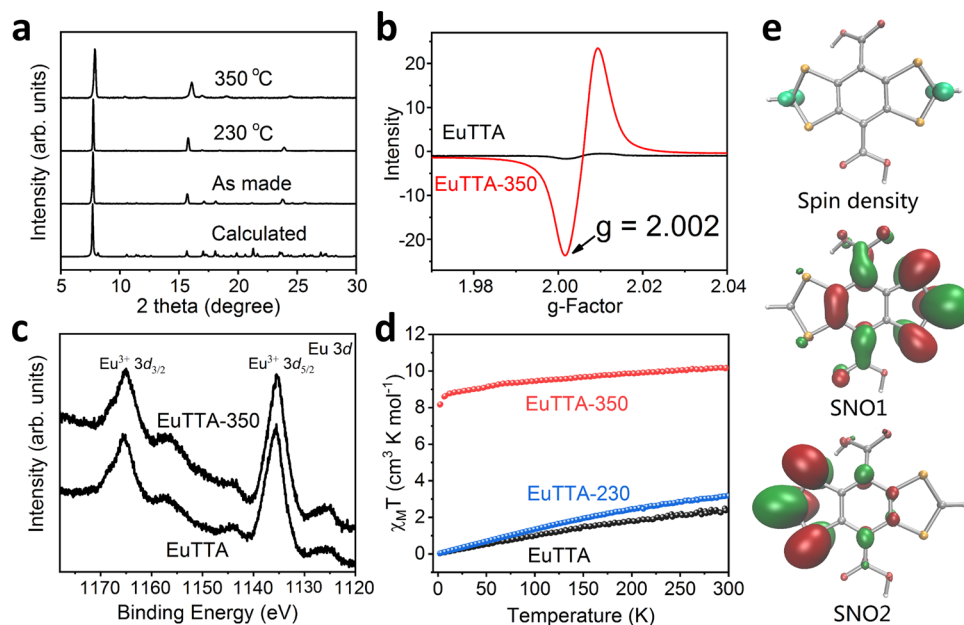 a
Intensity (arb. units)
350 °C
230 °C
As made
Calculated
5 10 15 20 25 30
2 theta (degree)
b
Intensity
20
10
0
-10
-20
EuTTA
EuTTA-350
g = 2.002
1.98 2.00 2.02 2.04
g-Factor
c
Intensity (arb. units)
Eu 3d
Eu³⁺ 3d₃/₂
Eu³⁺ 3d₅/₂
EuTTA-350
EuTTA
1170 1160 1150 1140 1130 1120
Binding Energy (eV)
d
χMT (cm³ K mol⁻¹)
12
10
8
6
4
2
0
EuTTA-350
EuTTA-230
EuTTA
0 50 100 150 200 250 300
Temperature (K)
e
Spin density
SNO1
SNO2